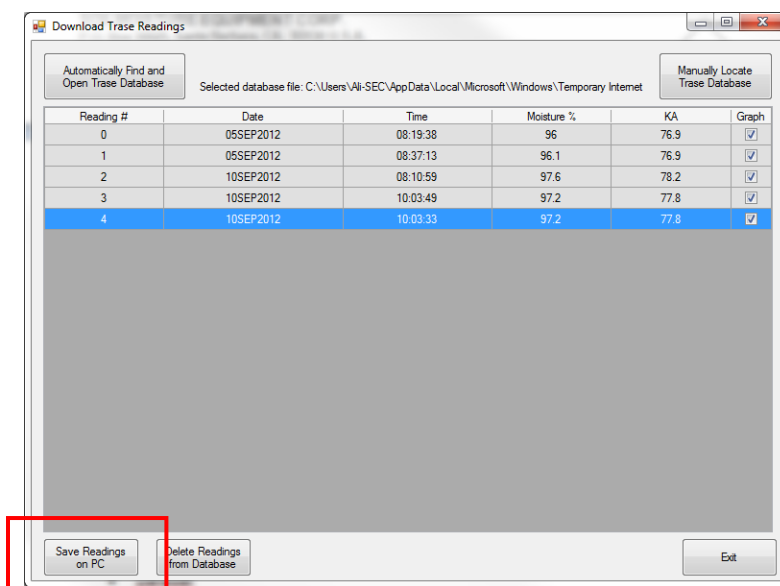 Download Trase Readings
Automatically Find and
Open Trase Database
Selected database file: C:\Users\Ali-SEC\AppData\Local\Microsoft\Windows\Temporary Internet
Manually Locate
Trase Database
Reading # Date Time Moisture % KA Graph
0 05SEP2012 08:19:38 96 76.9
1 05SEP2012 08:37:13 96.1 76.9
2 10SEP2012 08:10:59 97.6 78.2
3 10SEP2012 10:03:49 97.2 77.8
4 10SEP2012 10:03:33 97.2 77.8
Save Readings
on PC
Delete Readings
from Database
Exit